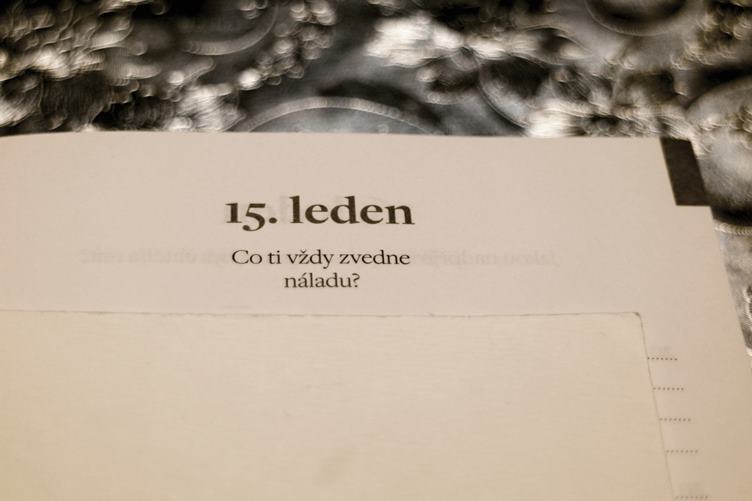 15. leden
Co ti vždy zvedne
náladu?